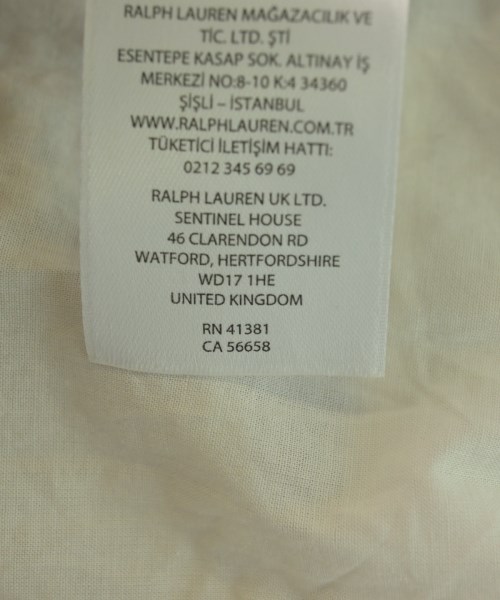 RALPH LAUREN MAĞAZACILIK VE
TİC. LTD. ŞTİ
ESENTEPE KASAP SOK. ALTINAY İŞ
MERKEZİ NO:8-10 K:4 34360
ŞİŞLİ – İSTANBUL
WWW.RALPHLAUREN.COM.TR
TÜKETİCİ İLETİŞİM HATTI:
0212 345 69 69
RALPH LAUREN UK LTD.
SENTINEL HOUSE
46 CLARENDON RD
WATFORD, HERTFORDSHIRE
WD17 1HE
UNITED KINGDOM
RN 41381
CA 56658